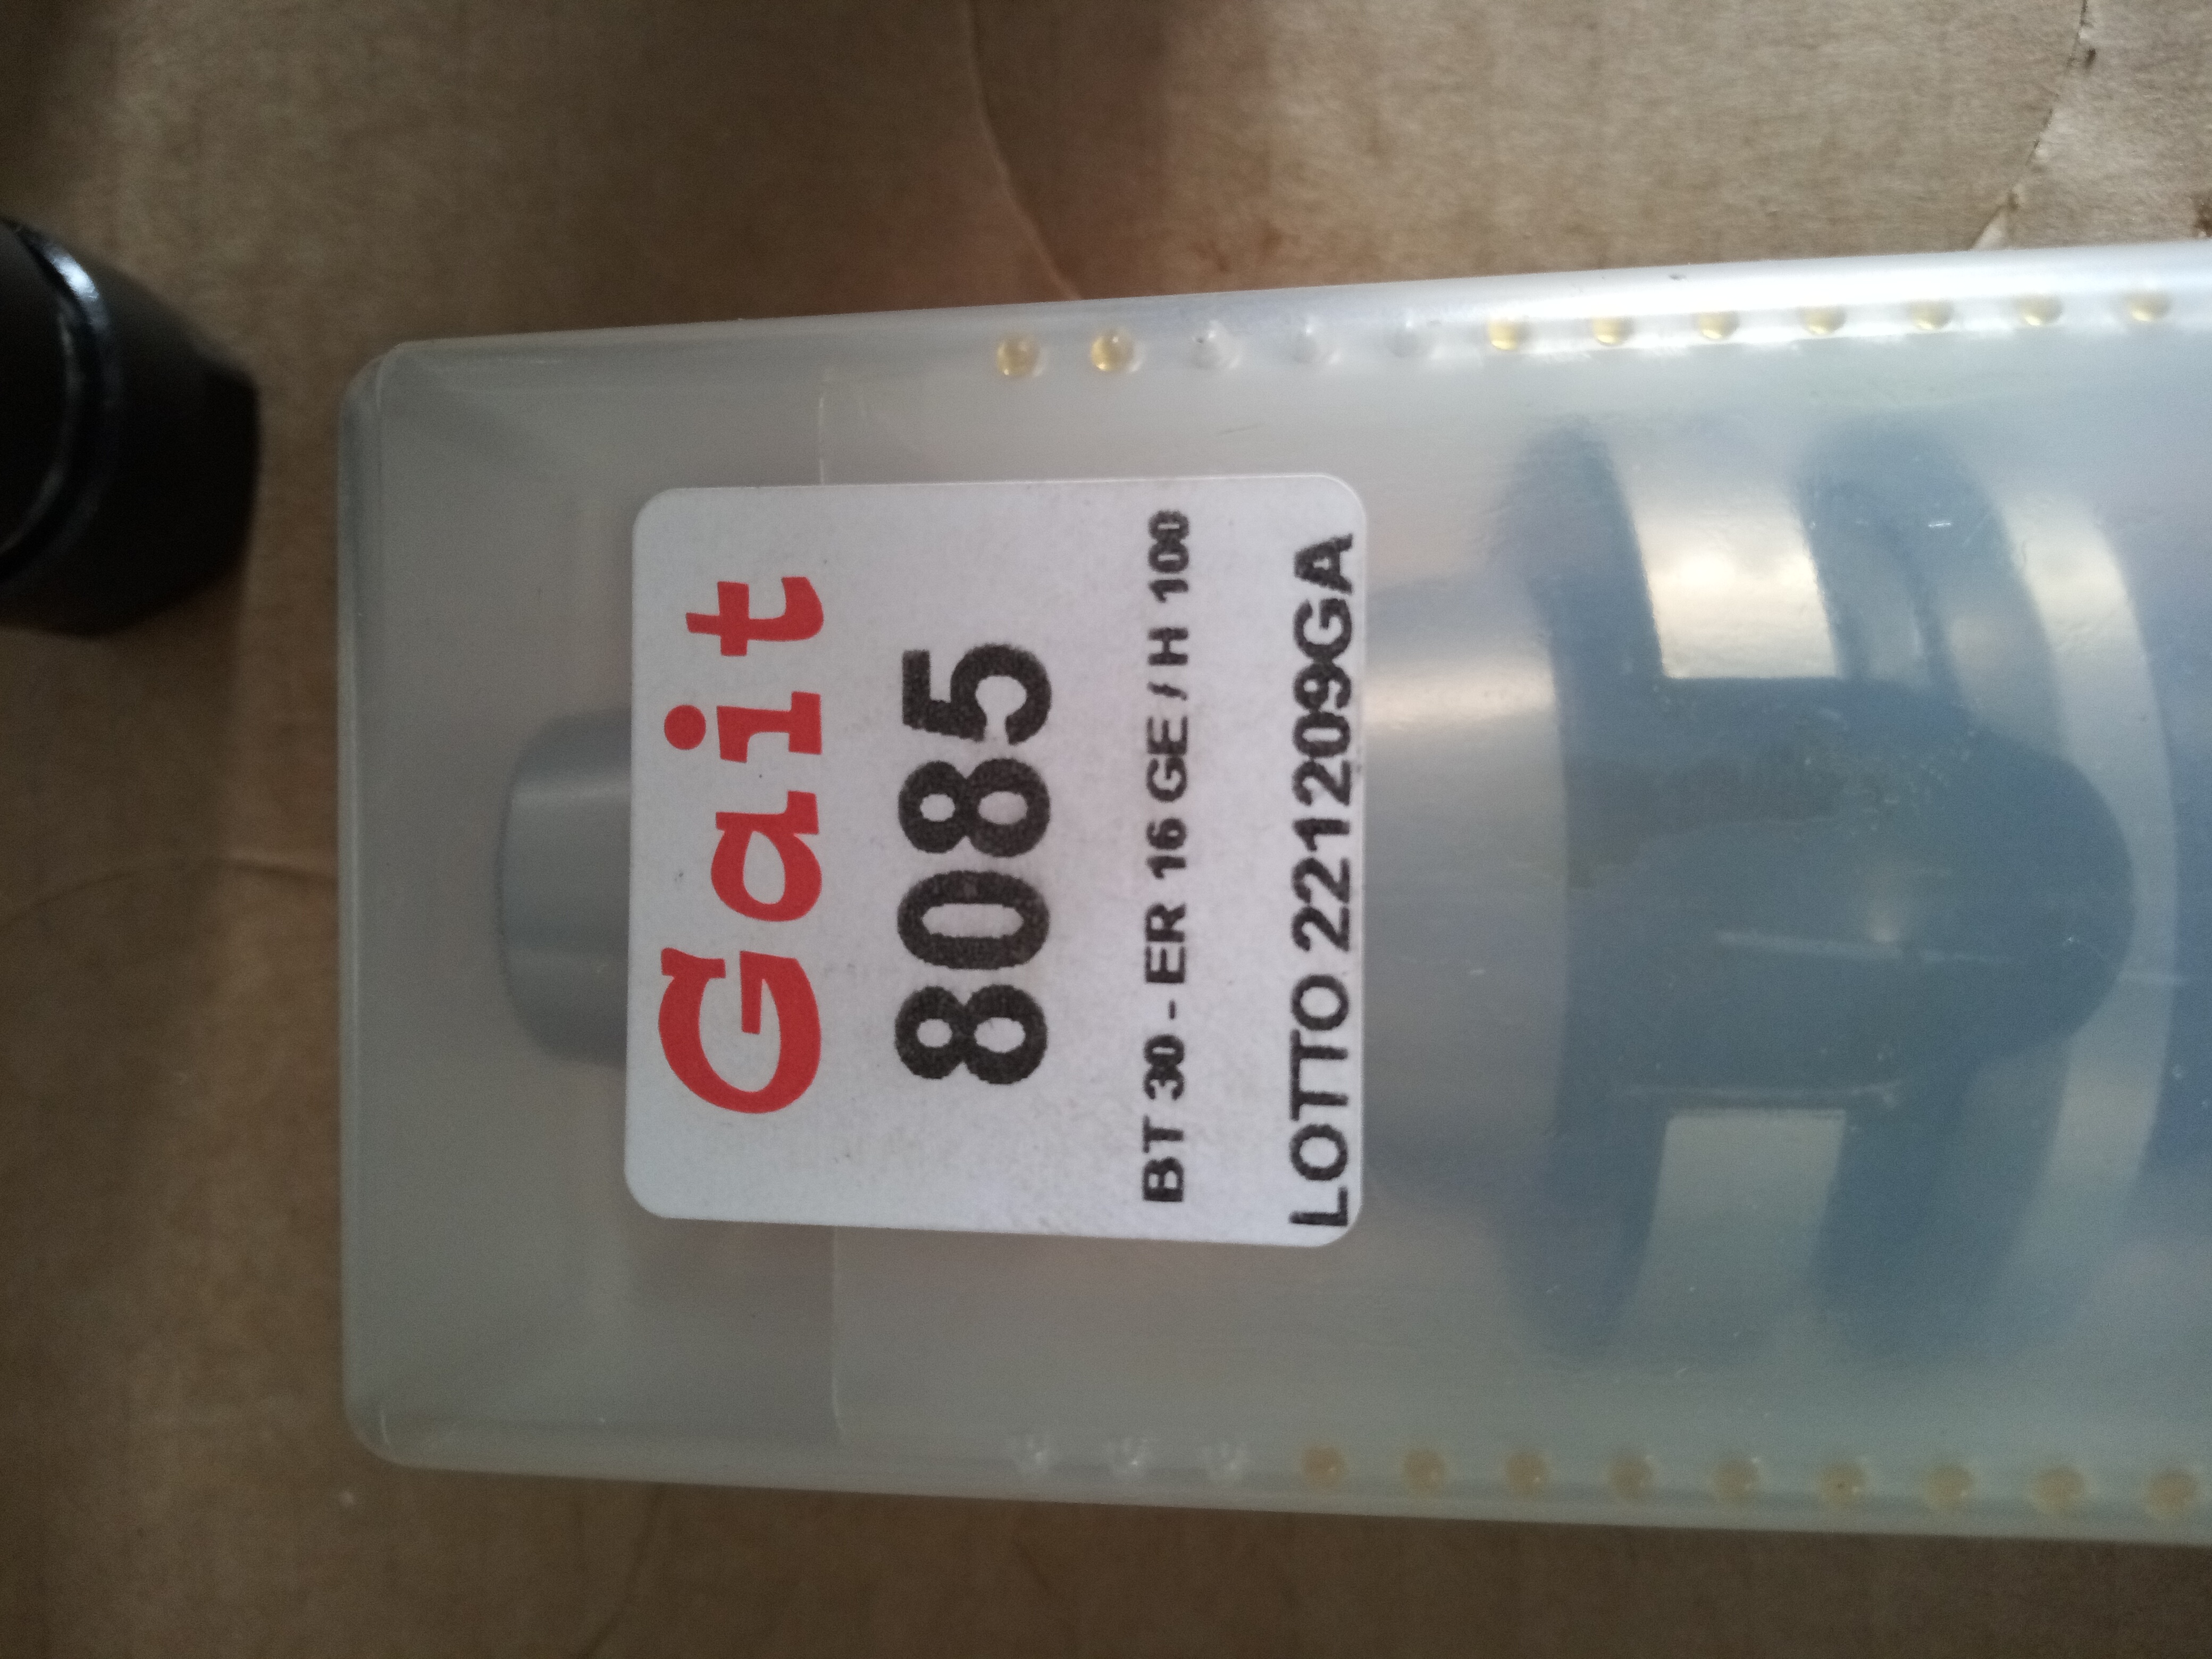 Gait
8085
BT 30 - ER 16 GE / H 100
LOTTO 221209GA